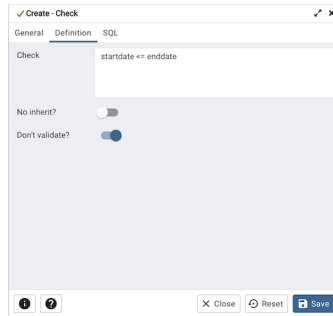 Create - Check
General Definition SQL
Check
startdate <= enddate
No inherit?
Don't validate?
Close Reset Save